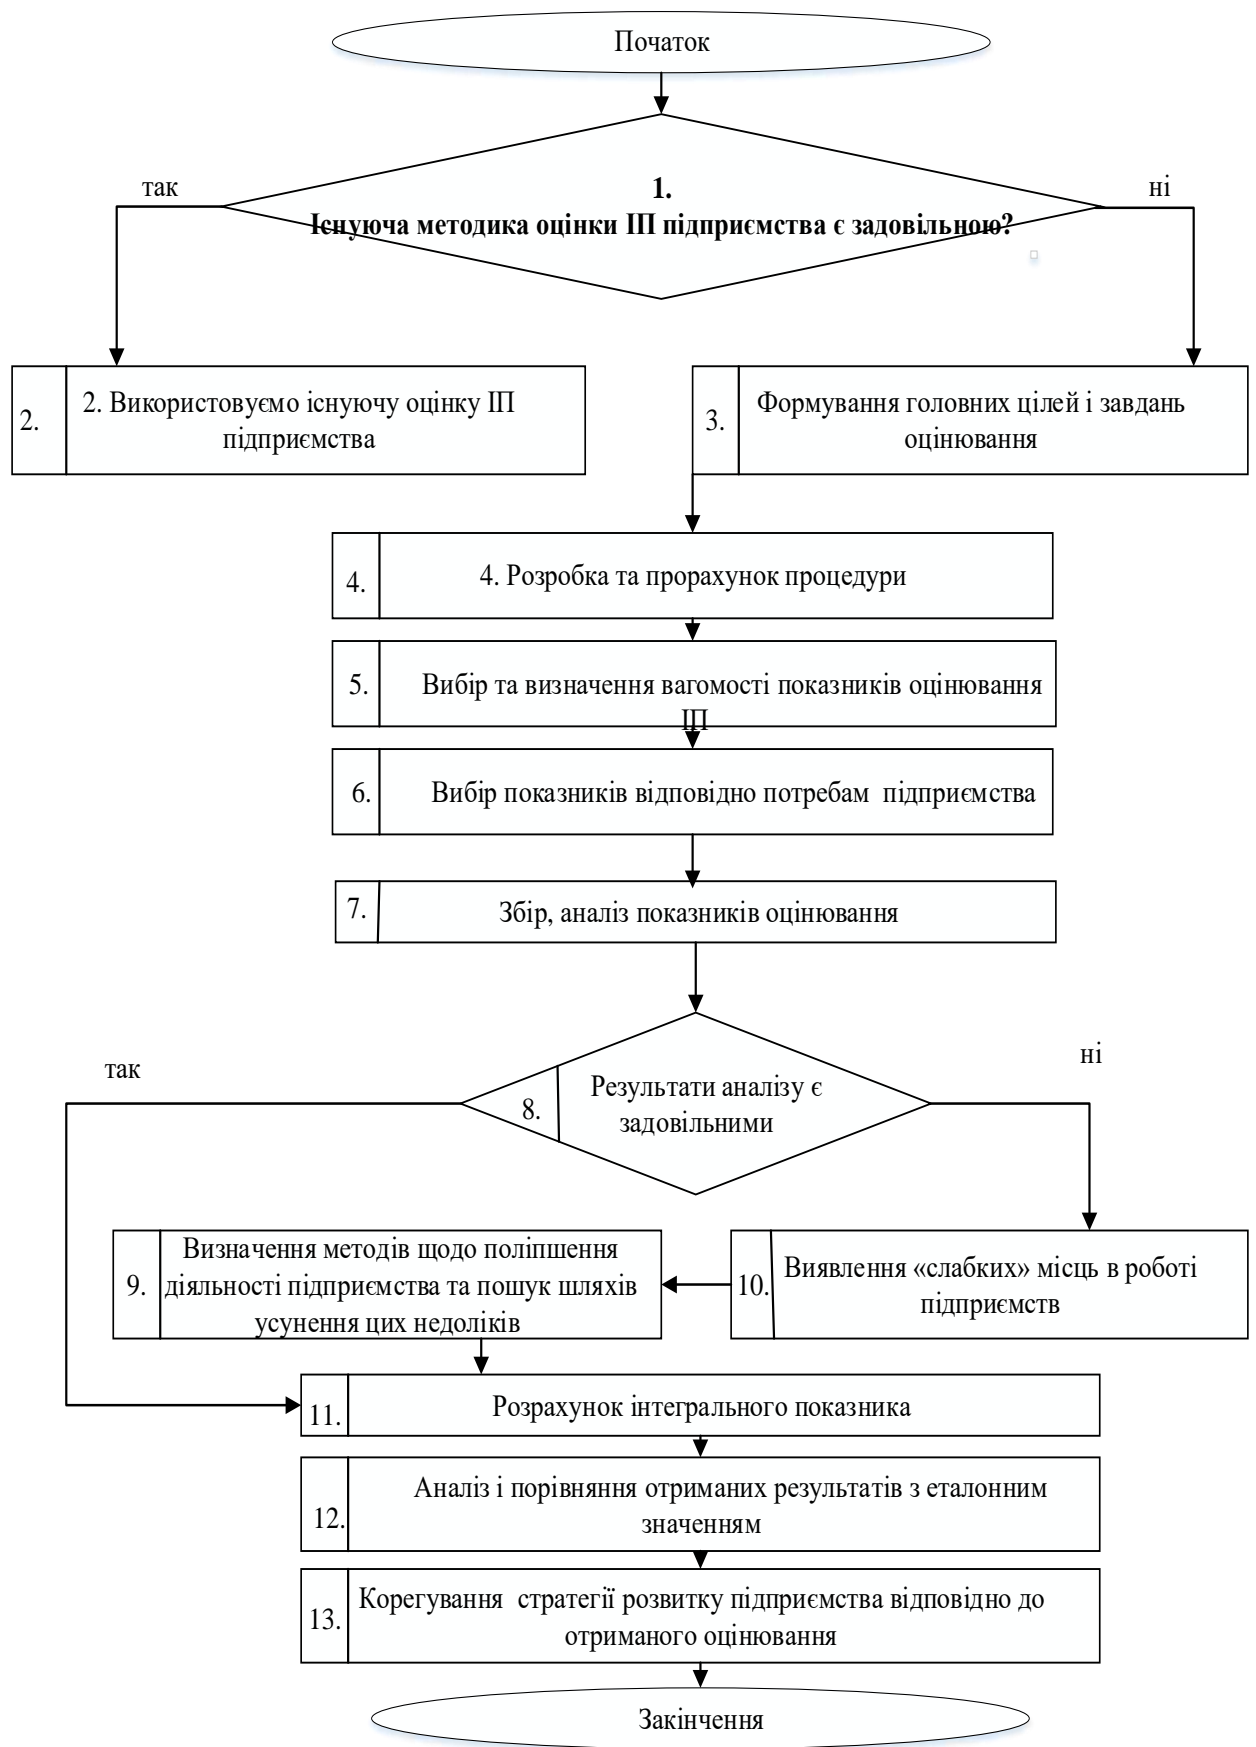 Початок
так
ні
1.
Існуюча методика оцінки ІП підприємства є задовільною?
2.
2. Використовуємо існуючу оцінку ІП
підприємства
3.
Формування головних цілей і завдань
оцінювання
4.
4. Розробка та прорахунок процедури
5.
Вибір та визначення вагомості показників оцінювання
ІП
6.
Вибір показників відповідно потребам підприємства
7.
Збір, аналіз показників оцінювання
так
ні
8.
Результати аналізу є
задовільними
9.
Визначення методів щодо поліпшення
діяльності підприємства та пошук шляхів
усунення цих недоліків
10.
Виявлення «слабких» місць в роботі
підприємств
11.
Розрахунок інтегрального показника
12.
Аналіз і порівняння отриманих результатів з еталонним
значенням
13.
Корегування стратегії розвитку підприємства відповідно до
отриманого оцінювання
Закінчення